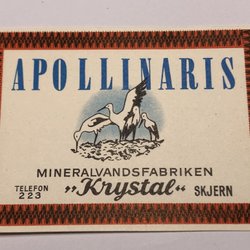 APOLLINARIS
MINERALVANDSFABRIKEN
TELEFON
223
„Krystal“
SKJERN